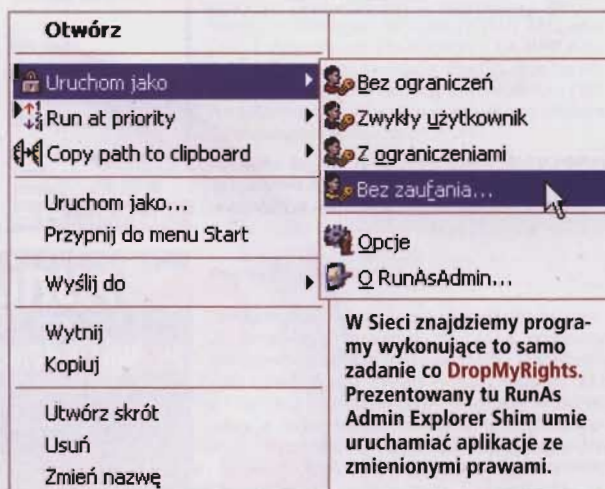 Otwórz
Uruchom jako
Run at priority
Copy path to clipboard
Uruchom jako...
Przypnij do menu Start
Wyślij do
Wytnij
Kopiuj
Utwórz skrót
Usuń
Zmień nazwę
Bez ograniczeń
Zwykły użytkownik
Z ograniczeniami
Bez zaufania...
Opcje
O RunAsAdmin...
W Sieci znajdziemy progra-
my wykonujące to samo
zadanie co DropMyRights.
Prezentowany tu RunAs
Admin Explorer Shim umie
uruchamiać aplikacje ze
zmienionymi prawami.